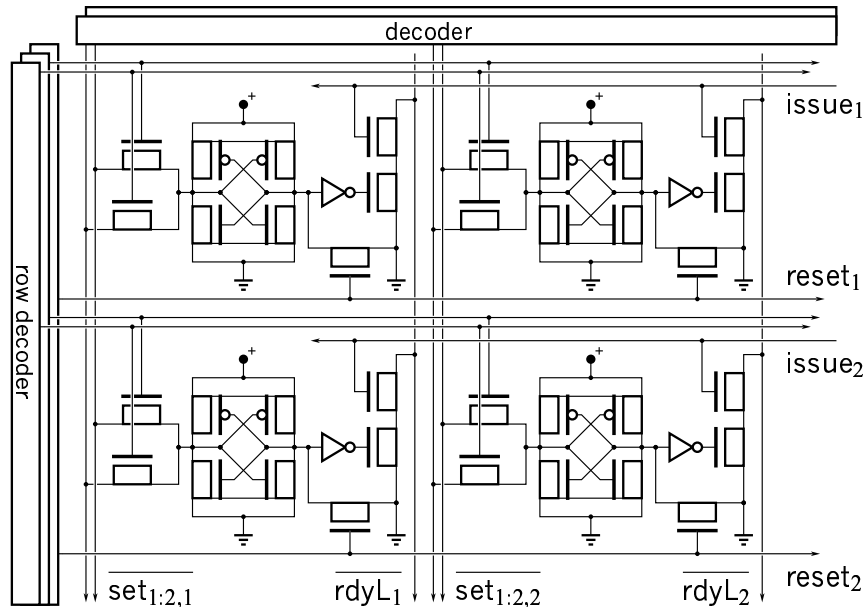 decoder
issue₁
row decoder
reset₁
issue₂
reset₂
set₁:₂,₁
rdyL₁
set₁:₂,₂
rdyL₂
+
+
+
+